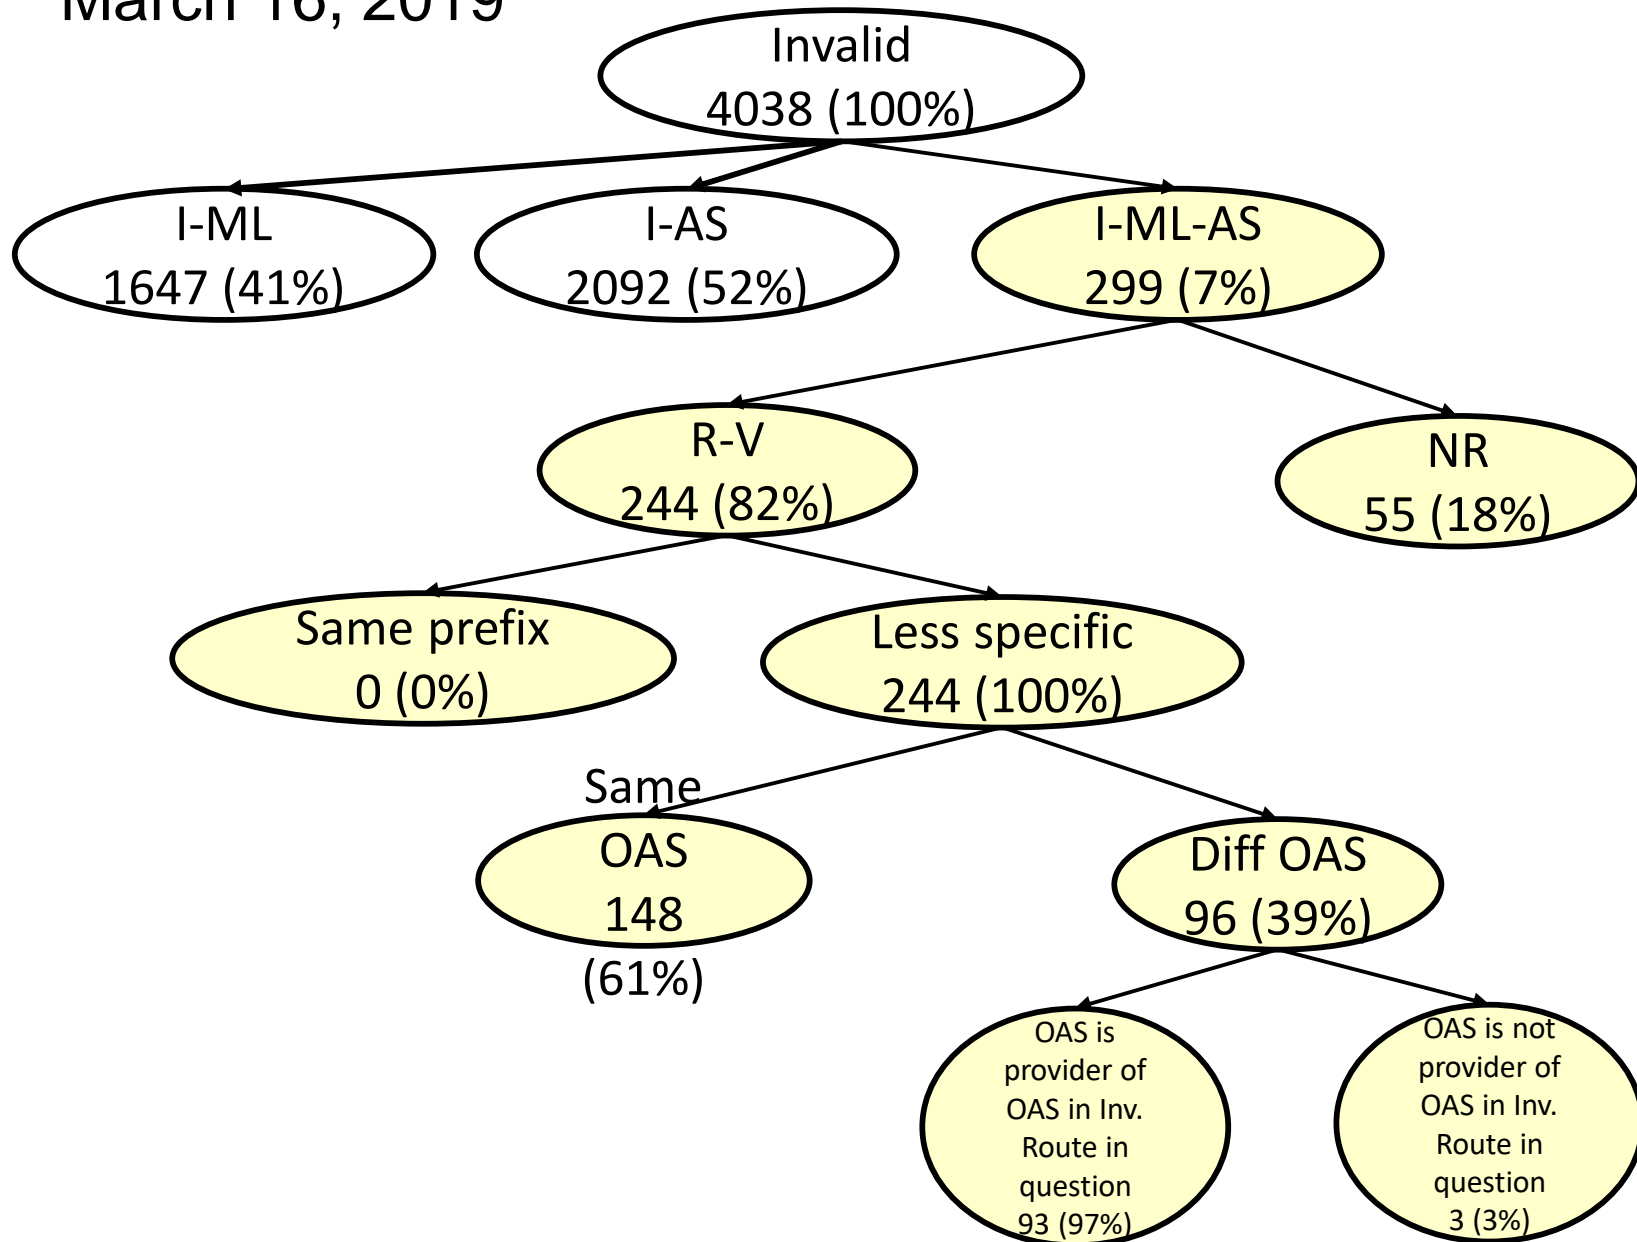 March 16, 2019
Invalid
4038 (100%)
I-ML
1647 (41%)
I-AS
2092 (52%)
I-ML-AS
299 (7%)
R-V
244 (82%)
NR
55 (18%)
Same prefix
0 (0%)
Less specific
244 (100%)
Same
OAS
148
(61%)
Diff OAS
96 (39%)
OAS is
provider of
OAS in Inv.
Route in
question
93 (97%)
OAS is not
provider of
OAS in Inv.
Route in
question
3 (3%)